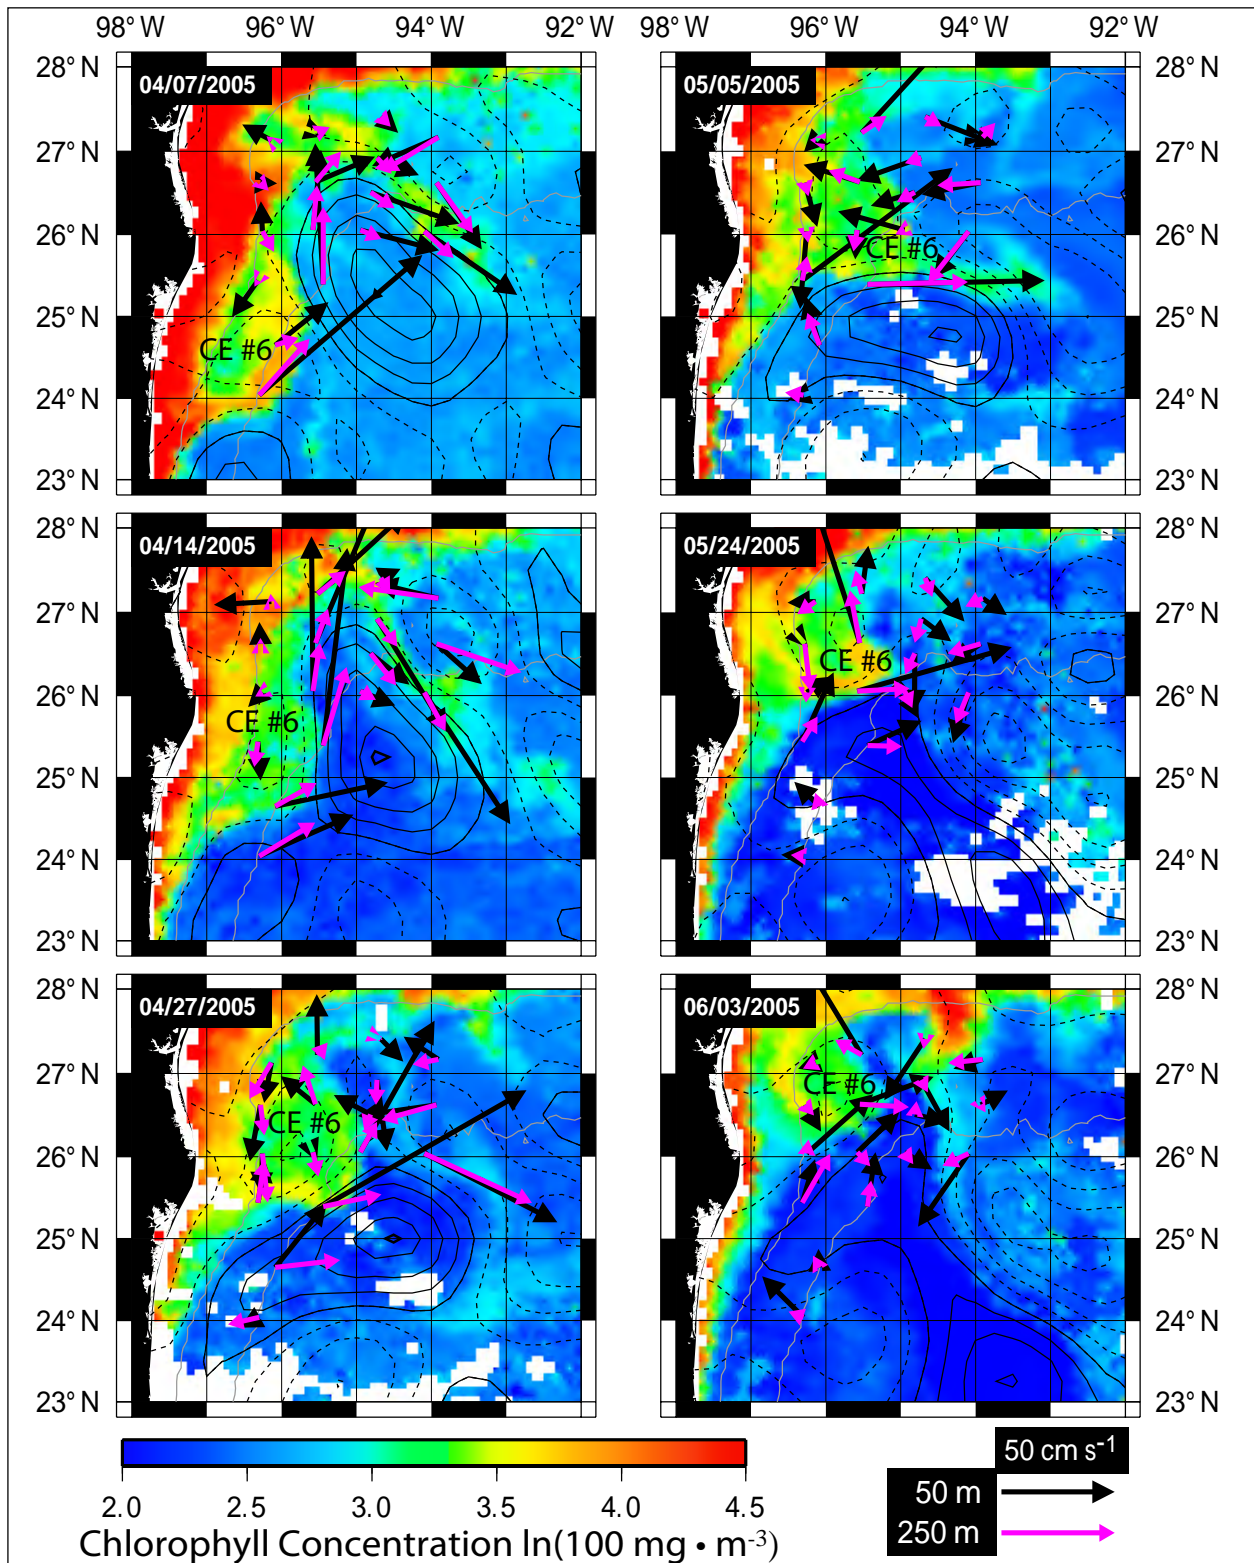 98° W 96° W 94° W 92° W 98° W 96° W 94° W 92° W
28° N 04/07/2005 05/05/2005 28° N
27° N 27° N
26° N CE #6 26° N
25° N 25° N
CE #6
24° N 24° N
23° N 23° N
28° N 04/14/2005 05/24/2005 28° N
27° N 27° N
CE #6
26° N 26° N
CE #6
25° N 25° N
24° N 24° N
23° N 23° N
28° N 04/27/2005 06/03/2005 28° N
27° N CE #6 27° N
CE #6
26° N 26° N
25° N 25° N
24° N 24° N
23° N 23° N
50 cm s⁻¹
50 m
2.0 2.5 3.0 3.5 4.0 4.5
250 m
Chlorophyll Concentration ln(100 mg • m⁻³)